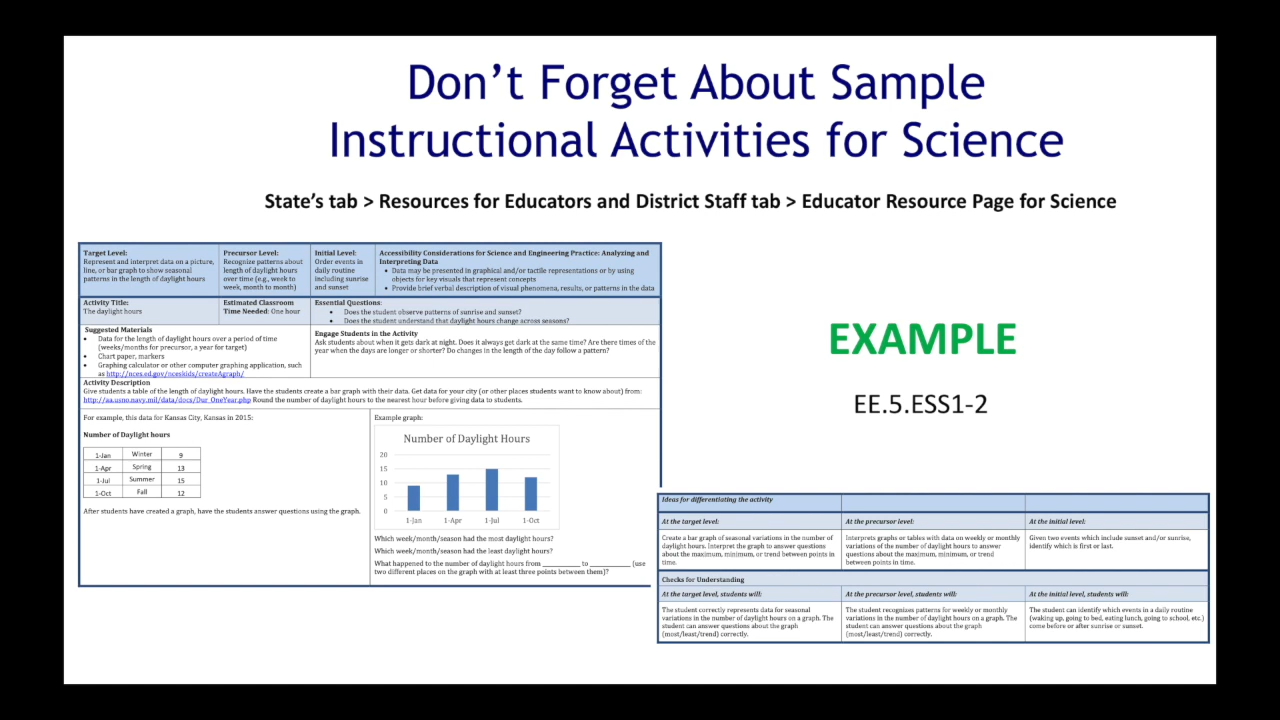 Don't Forget About Sample
Instructional Activities for Science
State's tab > Resources for Educators and District Staff tab > Educator Resource Page for Science
Target Level:
Represent and interpret data on a picture,
line, or bar graph to show seasonal
patterns in the length of daylight hours
Precursor Level:
Recognize patterns about
length of daylight hours
over time (e.g., week to
week, month to month)
Initial Level:
Order events in
daily routine
including sunrise
and sunset
Accessibility Considerations for Science and Engineering Practice: Analyzing and
Interpreting Data
• Data may be presented in graphical and/or tactile representations or by using
objects for key visuals that represent concepts
• Provide brief verbal description of visual phenomena, results, or patterns in the data
Activity Title:
The daylight hours
Estimated Classroom
Time Needed: One hour
Essential Questions:
• Does the student observe patterns of sunrise and sunset?
• Does the student understand that daylight hours change across seasons?
Suggested Materials
• Data for the length of daylight hours over a period of time
(weeks/months for precursor, a year for target)
• Chart paper, markers
• Graphing calculator or other computer graphing application, such
as http://nces.ed.gov/nceskids/createAgraph/
Engage Students in the Activity
Ask students about when it gets dark at night. Does it always get dark at the same time? Are there times of the
year when the days are longer or shorter? Do changes in the length of the day follow a pattern?
Activity Description
Give students a table of the length of daylight hours. Have the students create a bar graph with their data. Get data for your city (or other places students want to know about) from:
http://aa.usno.navy.mil/data/docs/Dur_OneYear.php Round the number of daylight hours to the nearest hour before giving data to students.
For example, this data for Kansas City, Kansas in 2015:
Number of Daylight hours
1-Jan Winter 9
1-Apr Spring 13
1-Jul Summer 15
1-Oct Fall 12
After students have created a graph, have the students answer questions using the graph.
Example graph:
Number of Daylight Hours
20
15
10
5
0
1-Jan 1-Apr 1-Jul 1-Oct
Which week/month/season had the most daylight hours?
Which week/month/season had the least daylight hours?
What happened to the number of daylight hours from __________ to ___________ (use
two different places on the graph with at least three points between them)?
EXAMPLE
EE.5.ESS1-2
Ideas for differentiating the activity
At the target level:
Create a bar graph of seasonal variations in the number of
daylight hours. Interpret the graph to answer questions
about the maximum, minimum, or trend between points in
time.
At the precursor level:
Interprets graphs or tables with data on weekly or monthly
variations of the number of daylight hours to answer
questions about the maximum, minimum, or trend
between points in time.
At the initial level:
Given two events which include sunset and/or sunrise,
identify which is first or last.
Checks for Understanding
At the target level, students will:
The student correctly represents data for seasonal
variations in the number of daylight hours on a graph. The
student can answer questions about the graph
(most/least/trend) correctly.
At the precursor level, students will:
The student recognizes patterns for weekly or monthly
variations in the number of daylight hours on a graph. The
student can answer questions about the graph
(most/least/trend) correctly.
At the initial level, students will:
The student can identify which events in a daily routine
(waking up, going to bed, eating lunch, going to school, etc.)
come before or after sunrise or sunset.